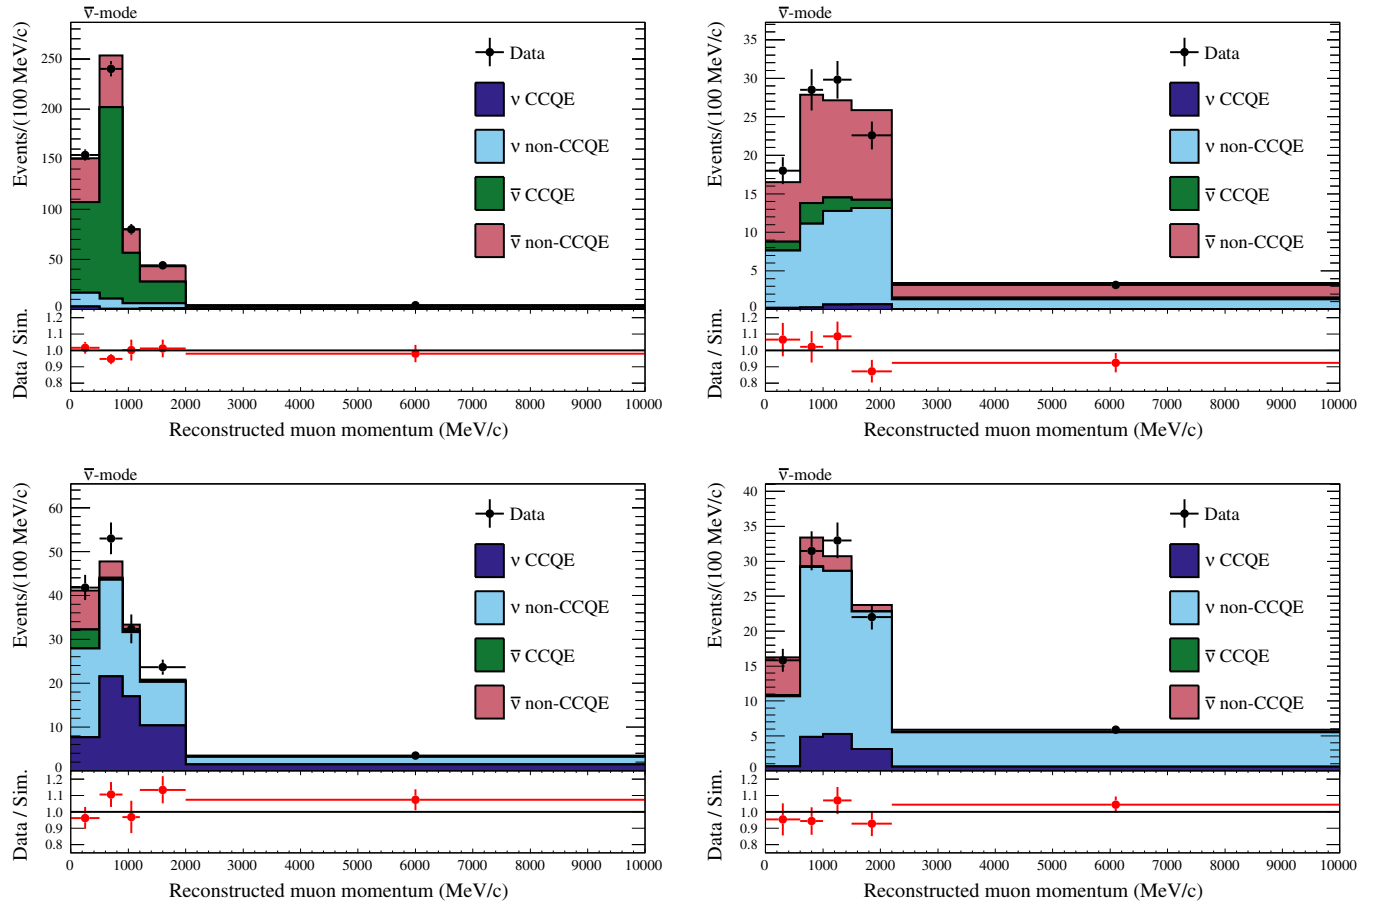 ν̄-mode
Events/(100 MeV/c)
250
200
150
100
50
0
Data
ν CCQE
ν non-CCQE
ν̄ CCQE
ν̄ non-CCQE
Data / Sim.
1.2
1.1
1.0
0.9
0.8
0 1000 2000 3000 4000 5000 6000 7000 8000 9000 10000
Reconstructed muon momentum (MeV/c)
ν̄-mode
Events/(100 MeV/c)
35
30
25
20
15
10
5
0
Data
ν CCQE
ν non-CCQE
ν̄ CCQE
ν̄ non-CCQE
Data / Sim.
1.2
1.1
1.0
0.9
0.8
0 1000 2000 3000 4000 5000 6000 7000 8000 9000 10000
Reconstructed muon momentum (MeV/c)
ν̄-mode
Events/(100 MeV/c)
60
50
40
30
20
10
0
Data
ν CCQE
ν non-CCQE
ν̄ CCQE
ν̄ non-CCQE
Data / Sim.
1.2
1.1
1.0
0.9
0.8
0 1000 2000 3000 4000 5000 6000 7000 8000 9000 10000
Reconstructed muon momentum (MeV/c)
ν̄-mode
Events/(100 MeV/c)
40
35
30
25
20
15
10
5
0
Data
ν CCQE
ν non-CCQE
ν̄ CCQE
ν̄ non-CCQE
Data / Sim.
1.2
1.1
1.0
0.9
0.8
0 1000 2000 3000 4000 5000 6000 7000 8000 9000 10000
Reconstructed muon momentum (MeV/c)